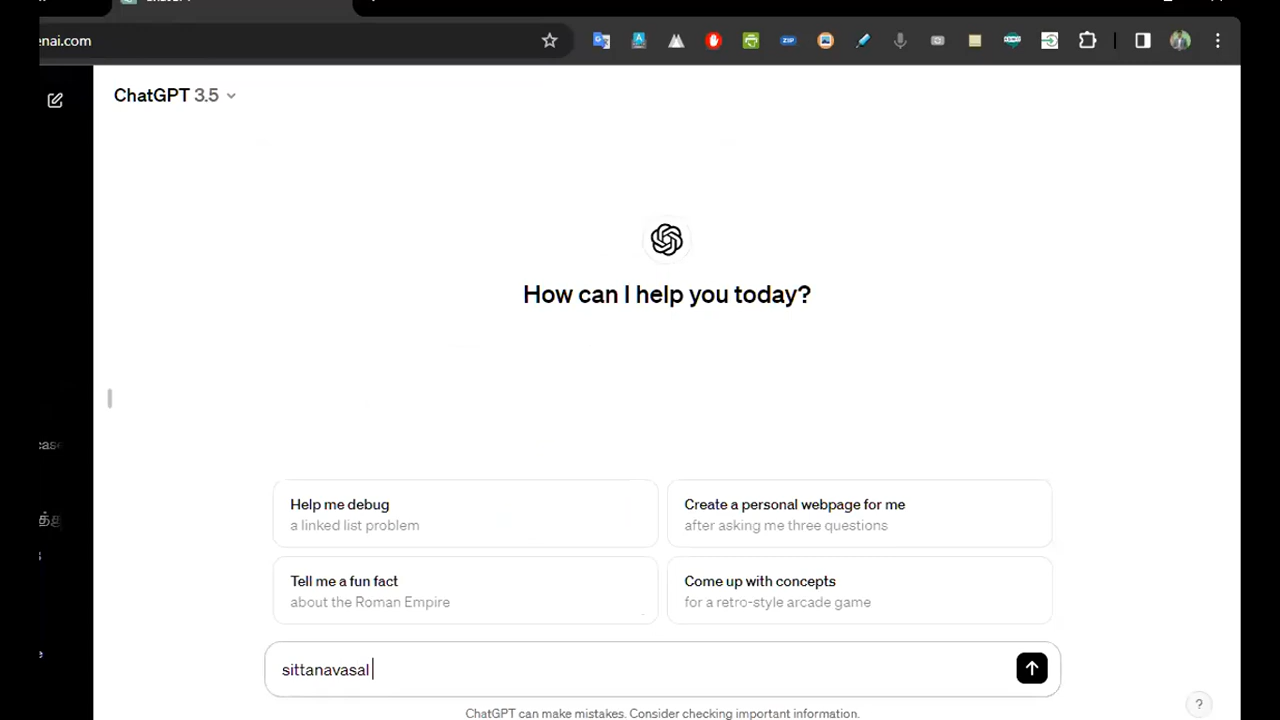 enai.com
ChatGPT 3.5
How can I help you today?
Help me debug
a linked list problem
Create a personal webpage for me
after asking me three questions
Tell me a fun fact
about the Roman Empire
Come up with concepts
for a retro-style arcade game
sittanavasal
ChatGPT can make mistakes. Consider checking important information.
?